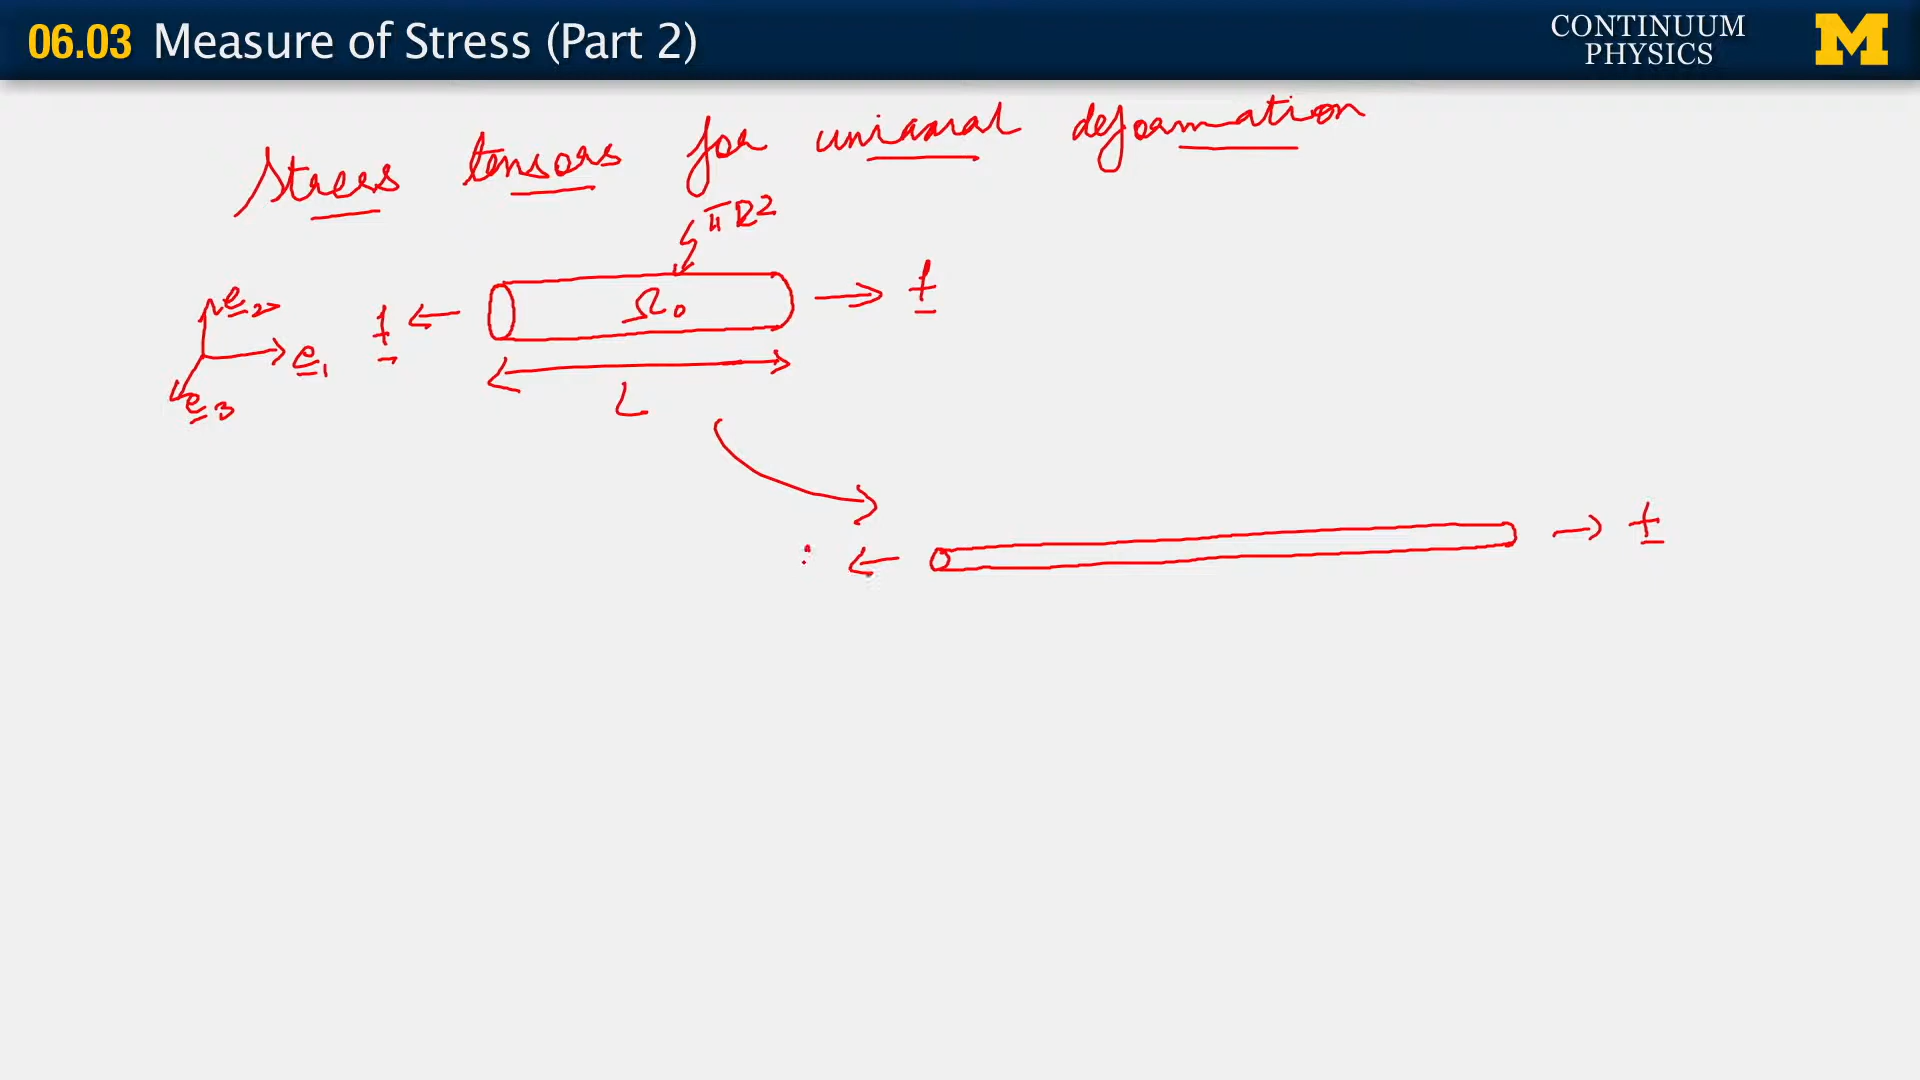 06.03 Measure of Stress (Part 2)
CONTINUUM
PHYSICS
M
Stress tensors for uniaxial deformation
πR²
e₂
f
Ω₀
f
e₁
e₃
L
f